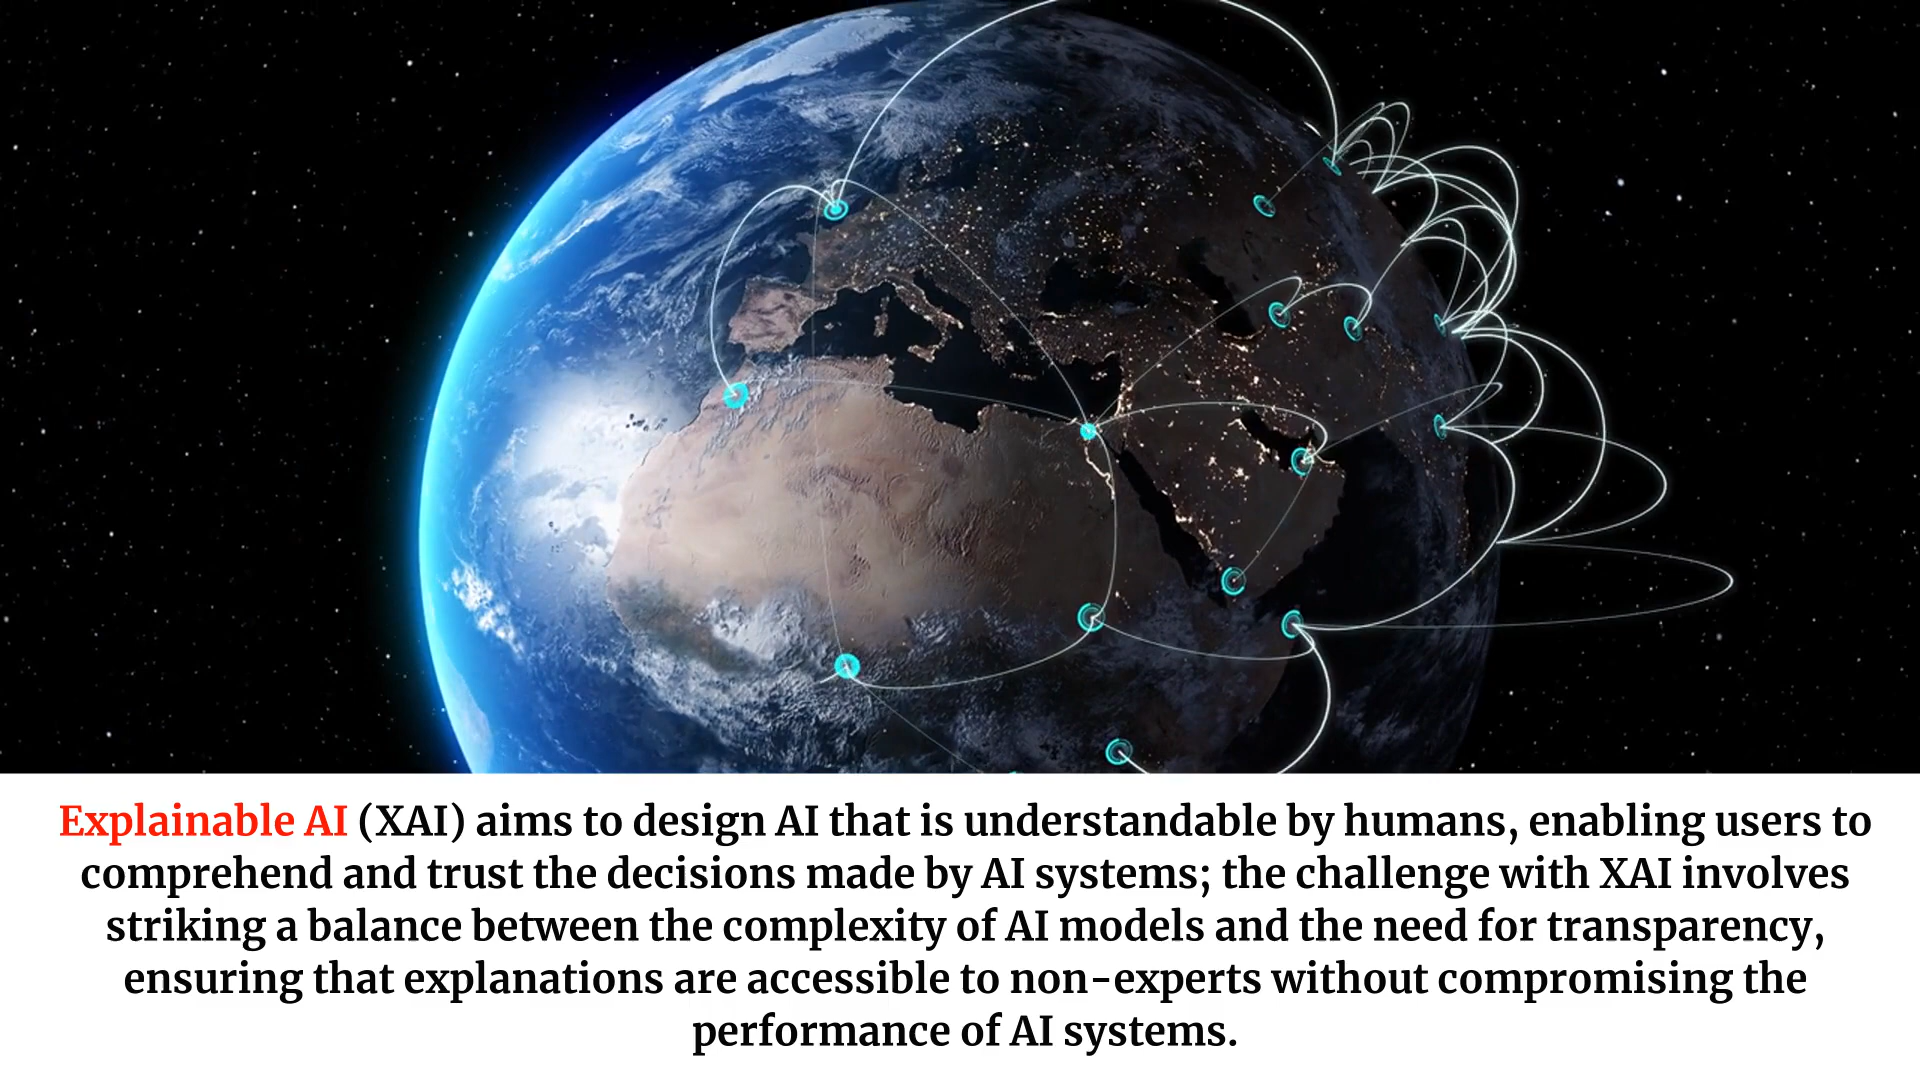 Explainable AI (XAI) aims to design AI that is understandable by humans, enabling users to
comprehend and trust the decisions made by AI systems; the challenge with XAI involves
striking a balance between the complexity of AI models and the need for transparency,
ensuring that explanations are accessible to non-experts without compromising the
performance of AI systems.